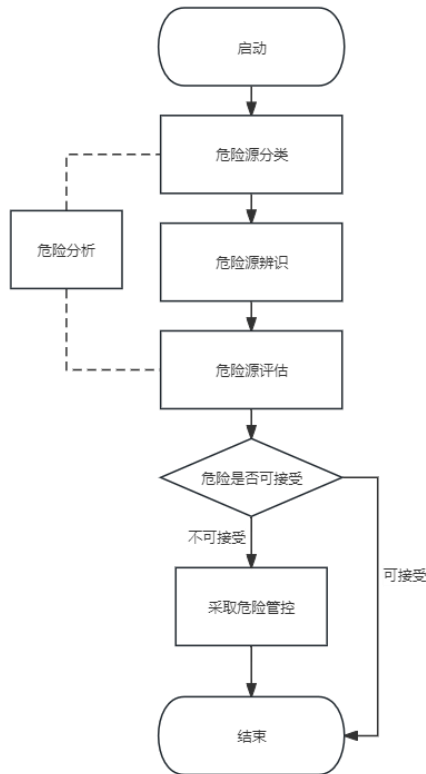 启动
危险源分类
危险分析
危险源辨识
危险源评估
危险是否可接受
不可接受
可接受
采取危险管控
结束